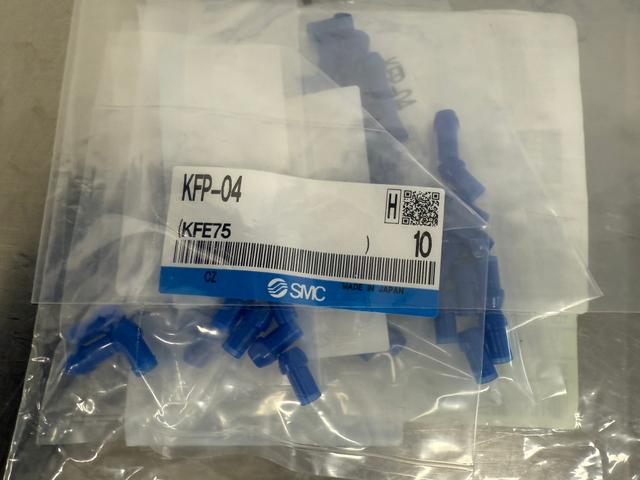 KFP-04
H
(KFE75 )
10
CZ
SMC
MADE IN JAPAN